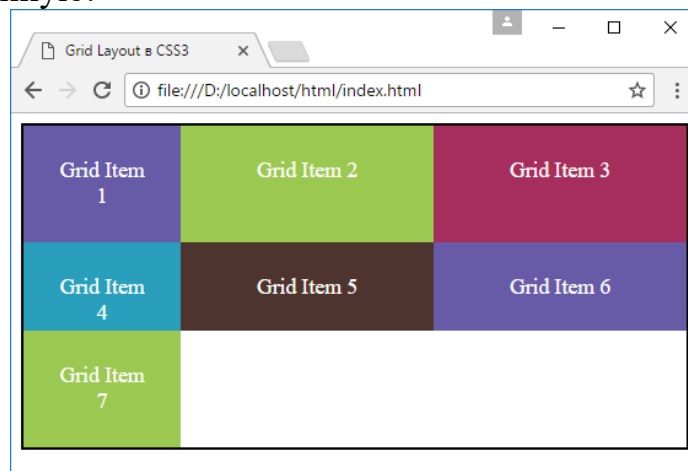 Grid Layout в CSS3
file:///D:/localhost/html/index.html
Grid Item
1
Grid Item 2
Grid Item 3
Grid Item
4
Grid Item 5
Grid Item 6
Grid Item
7